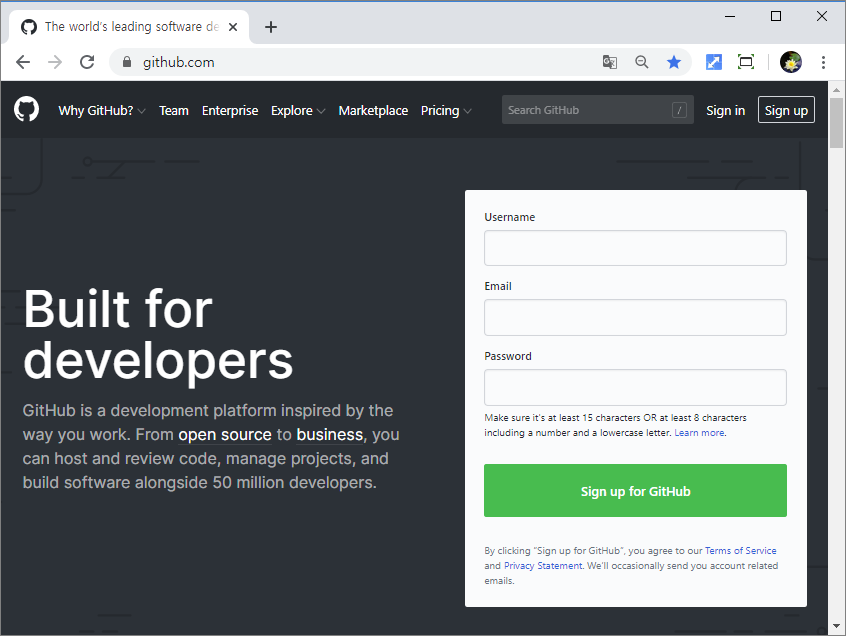 The world's leading software de
github.com
Why GitHub?
Team
Enterprise
Explore
Marketplace
Pricing
Search GitHub
/
Sign in
Sign up
Built for
developers
GitHub is a development platform inspired by the
way you work. From open source to business, you
can host and review code, manage projects, and
build software alongside 50 million developers.
Username
Email
Password
Make sure it's at least 15 characters OR at least 8 characters
including a number and a lowercase letter. Learn more.
Sign up for GitHub
By clicking "Sign up for GitHub", you agree to our Terms of Service
and Privacy Statement. We'll occasionally send you account related
emails.